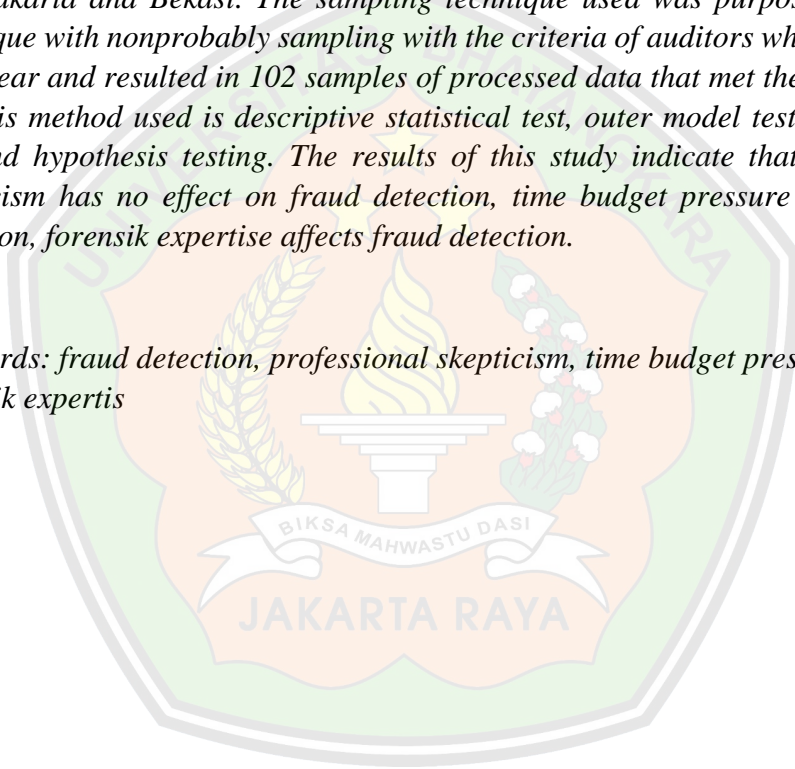 akarta and Bekasi. The sampling technique used was purpos
que with nonprobably sampling with the criteria of auditors wh
ear and resulted in 102 samples of processed data that met the
is method used is descriptive statistical test, outer model test
nd hypothesis testing. The results of this study indicate that
cism has no effect on fraud detection, time budget pressure
on, forensik expertise affects fraud detection.
rds: fraud detection, professional skepticism, time budget pres
k expertis
UNIVERSITAS BHAYANGKARA
BIKSA MAHWASTU DASI
JAKARTA RAYA